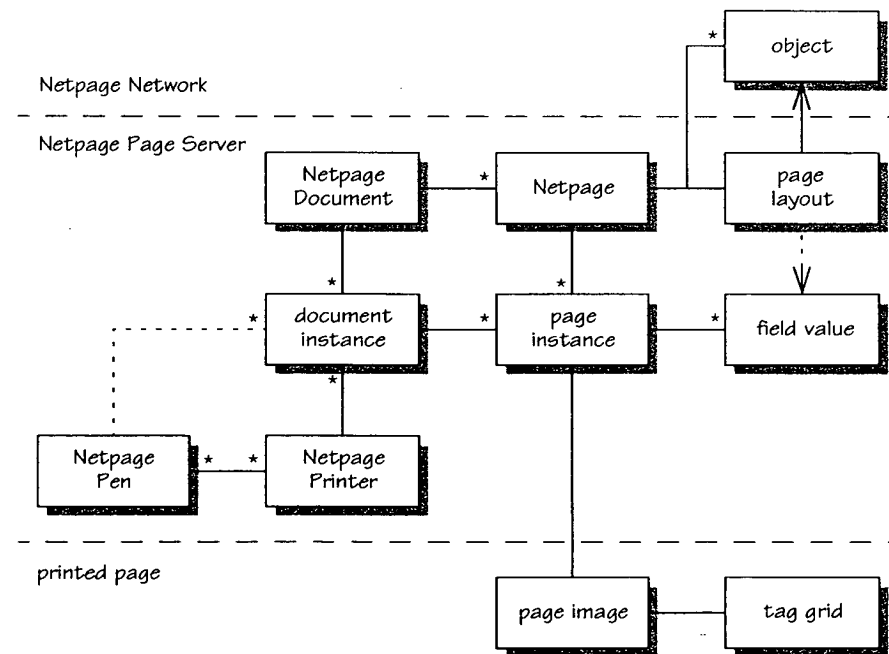 *
object
Netpage Network
Netpage Page Server
Netpage
Document
*
Netpage
page
layout
*
*
*
document
instance
*
page
instance
*
field value
*
Netpage
Pen
*
*
Netpage
Printer
printed page
page image
tag grid